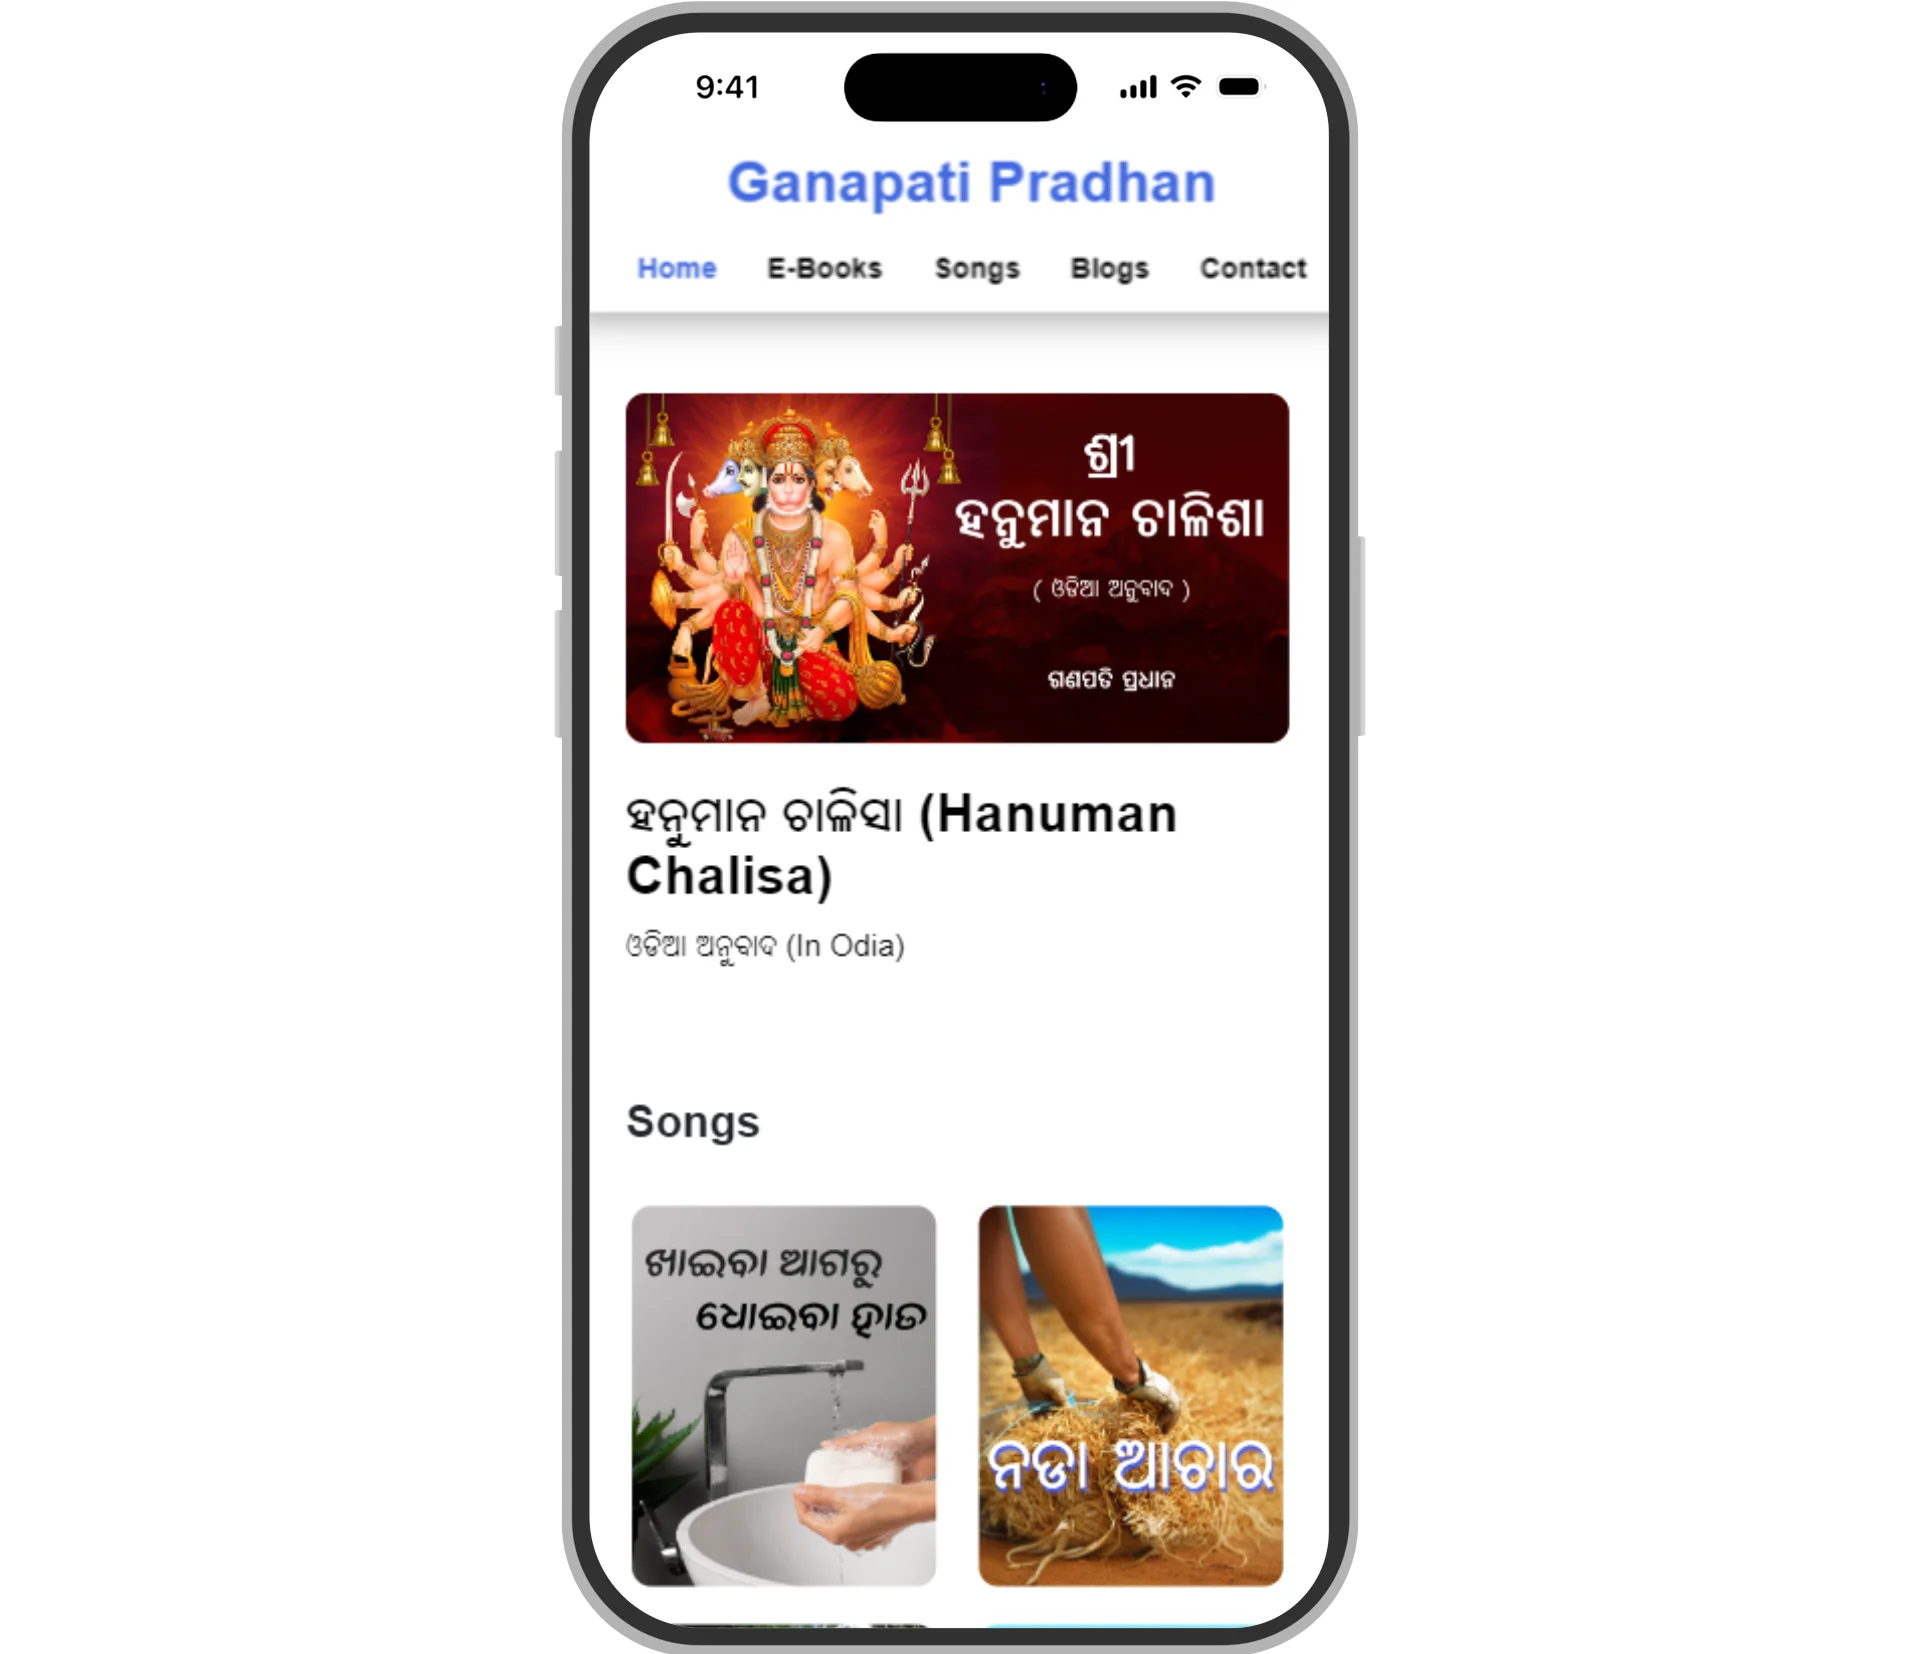 9:41
Ganapati Pradhan
Home E-Books Songs Blogs Contact
ଶ୍ରୀ
ହନୁମାନ ଚାଳିଶା
( ଓଡିଆ ଅନୁବାଦ )
ଗଣପତି ପ୍ରଧାନ
ହନୁମାନ ଚାଳିସା (Hanuman
Chalisa)
ଓଡିଆ ଅନୁବାଦ (In Odia)
Songs
ଖାଇବା ଆଗରୁ
ଧୋଇବା ହାତ
ନଡା ଆଚାର